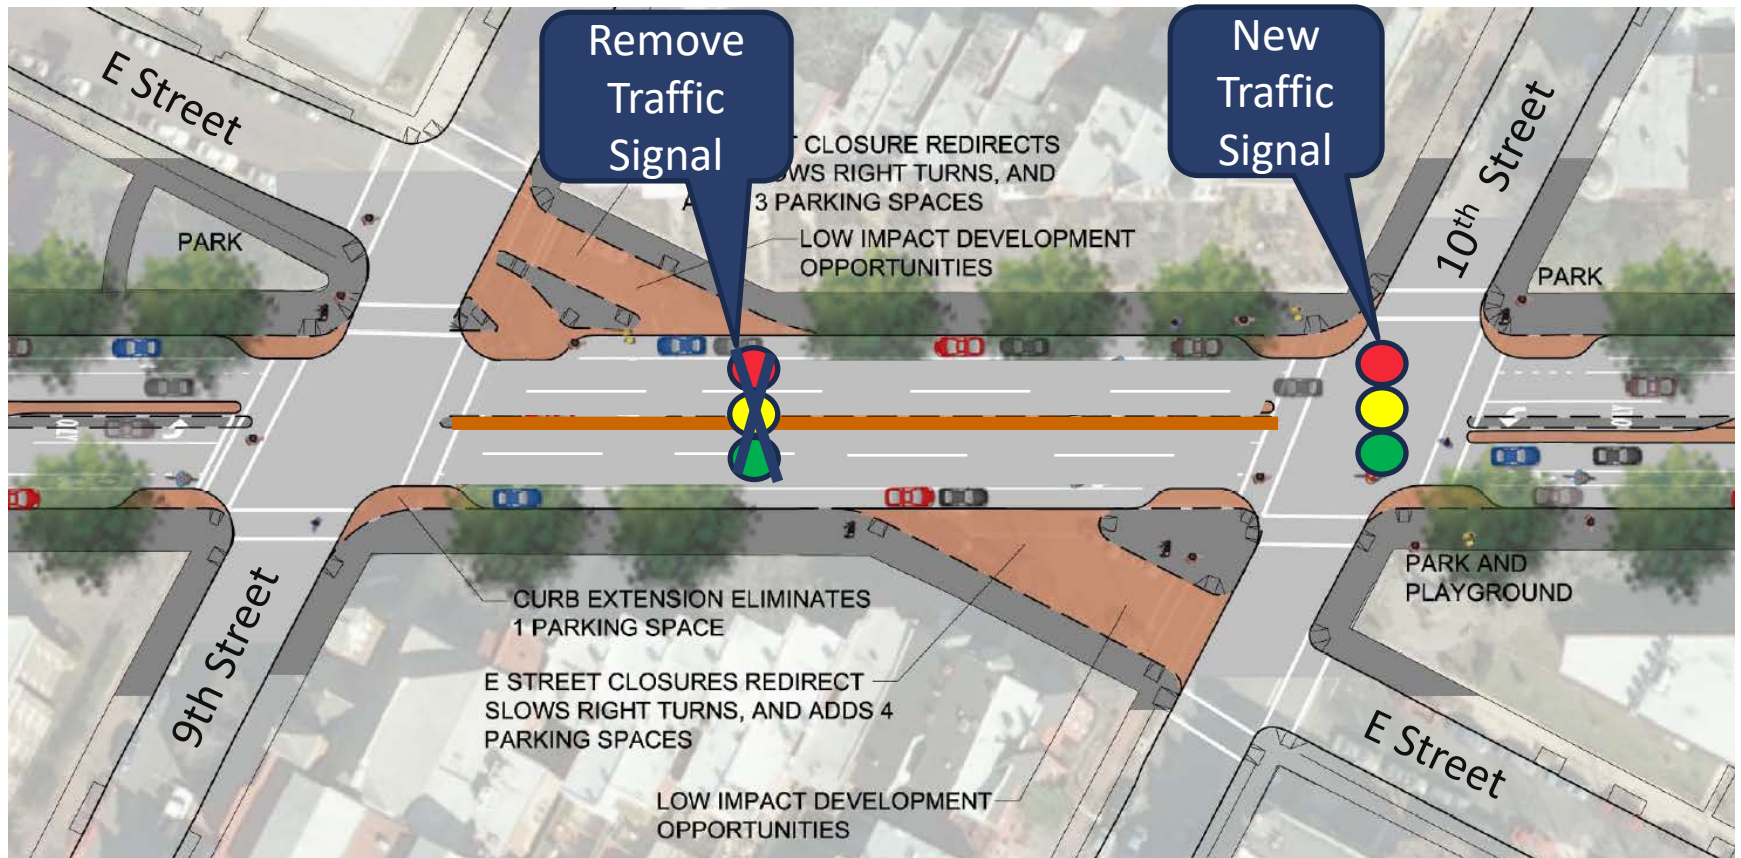 E Street
Remove
Traffic
Signal
New
Traffic
Signal
CLOSURE REDIRECTS
RIGHT TURNS, AND
3 PARKING SPACES
LOW IMPACT DEVELOPMENT
OPPORTUNITIES
PARK
10th Street
PARK
ONLY
ONLY
CURB EXTENSION ELIMINATES
1 PARKING SPACE
E STREET CLOSURES REDIRECT
SLOWS RIGHT TURNS, AND ADDS 4
PARKING SPACES
LOW IMPACT DEVELOPMENT
OPPORTUNITIES
9th Street
PARK AND
PLAYGROUND
E Street